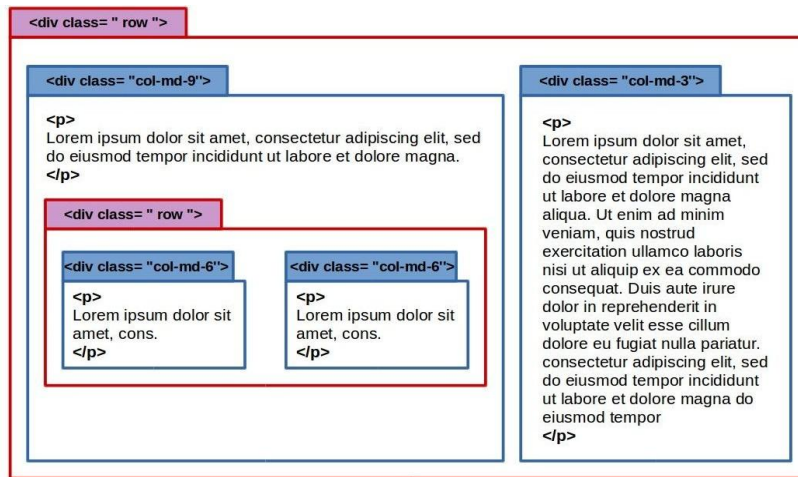 <div class= " row ">
<div class= "col-md-9''>
<p>
Lorem ipsum dolor sit amet, consectetur adipiscing elit, sed
do eiusmod tempor incididunt ut labore et dolore magna.
</p>
<div class= " row ">
<div class= "col-md-6''>
<p>
Lorem ipsum dolor sit
amet, cons.
</p>
<div class= "col-md-6''>
<p>
Lorem ipsum dolor sit
amet, cons.
</p>
<div class= "col-md-3''>
<p>
Lorem ipsum dolor sit amet,
consectetur adipiscing elit, sed
do eiusmod tempor incididunt
ut labore et dolore magna
aliqua. Ut enim ad minim
veniam, quis nostrud
exercitation ullamco laboris
nisi ut aliquip ex ea commodo
consequat. Duis aute irure
dolor in reprehenderit in
voluptate velit esse cillum
dolore eu fugiat nulla pariatur.
consectetur adipiscing elit, sed
do eiusmod tempor incididunt
ut labore et dolore magna do
eiusmod tempor
</p>